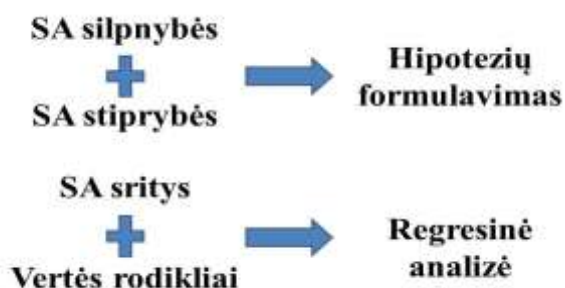 SA silpnybės
SA stiprybės
Hipotezių
formulavimas
SA sritys
Vertės rodikliai
Regresinė
analizė